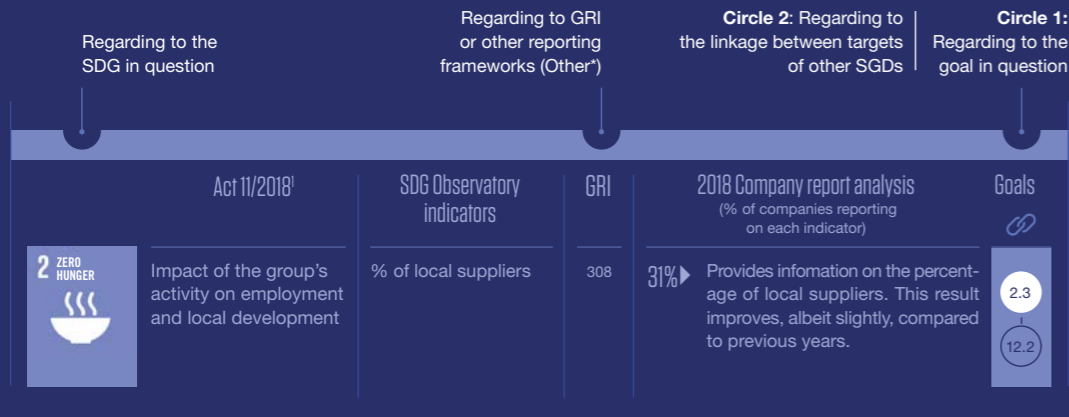 Regarding to the
SDG in question
Regarding to GRI
or other reporting
frameworks (Other*)
Circle 2: Regarding to
the linkage between targets
of other SGDs
Circle 1:
Regarding to the
goal in question
Act 11/2018¹
SDG Observatory
indicators
GRI
2018 Company report analysis
(% of companies reporting
on each indicator)
Goals
2 ZERO
HUNGER
Impact of the group's
activity on employment
and local development
% of local suppliers
308
31%
Provides infomation on the percent-
age of local suppliers. This result
improves, albeit slightly, compared
to previous years.
2.3
12.2